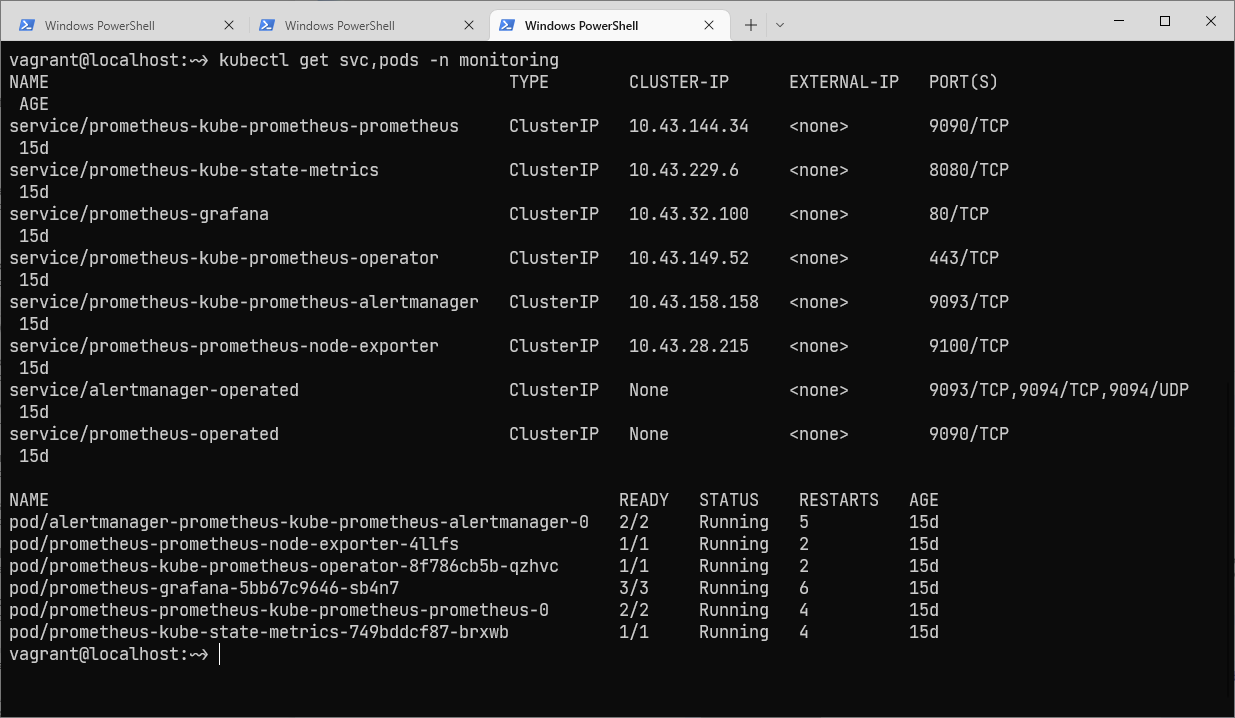 Windows PowerShell
Windows PowerShell
Windows PowerShell
vagrant@localhost:~> kubectl get svc,pods -n monitoring
NAME                                              TYPE        CLUSTER-IP      EXTERNAL-IP   PORT(S)
 AGE
service/prometheus-kube-prometheus-prometheus     ClusterIP   10.43.144.34    <none>        9090/TCP
 15d
service/prometheus-kube-state-metrics             ClusterIP   10.43.229.6     <none>        8080/TCP
 15d
service/prometheus-grafana                        ClusterIP   10.43.32.100    <none>        80/TCP
 15d
service/prometheus-kube-prometheus-operator       ClusterIP   10.43.149.52    <none>        443/TCP
 15d
service/prometheus-kube-prometheus-alertmanager   ClusterIP   10.43.158.158   <none>        9093/TCP
 15d
service/prometheus-prometheus-node-exporter       ClusterIP   10.43.28.215    <none>        9100/TCP
 15d
service/alertmanager-operated                     ClusterIP   None            <none>        9093/TCP,9094/TCP,9094/UDP
 15d
service/prometheus-operated                       ClusterIP   None            <none>        9090/TCP
 15d
NAME                                                         READY   STATUS    RESTARTS   AGE
pod/alertmanager-prometheus-kube-prometheus-alertmanager-0   2/2     Running   5          15d
pod/prometheus-prometheus-node-exporter-4llfs                1/1     Running   2          15d
pod/prometheus-kube-prometheus-operator-8f786cb5b-qzhvc      1/1     Running   2          15d
pod/prometheus-grafana-5bb67c9646-sb4n7                      3/3     Running   6          15d
pod/prometheus-prometheus-kube-prometheus-prometheus-0       2/2     Running   4          15d
pod/prometheus-kube-state-metrics-749bddcf87-brxwb           1/1     Running   4          15d
vagrant@localhost:~>